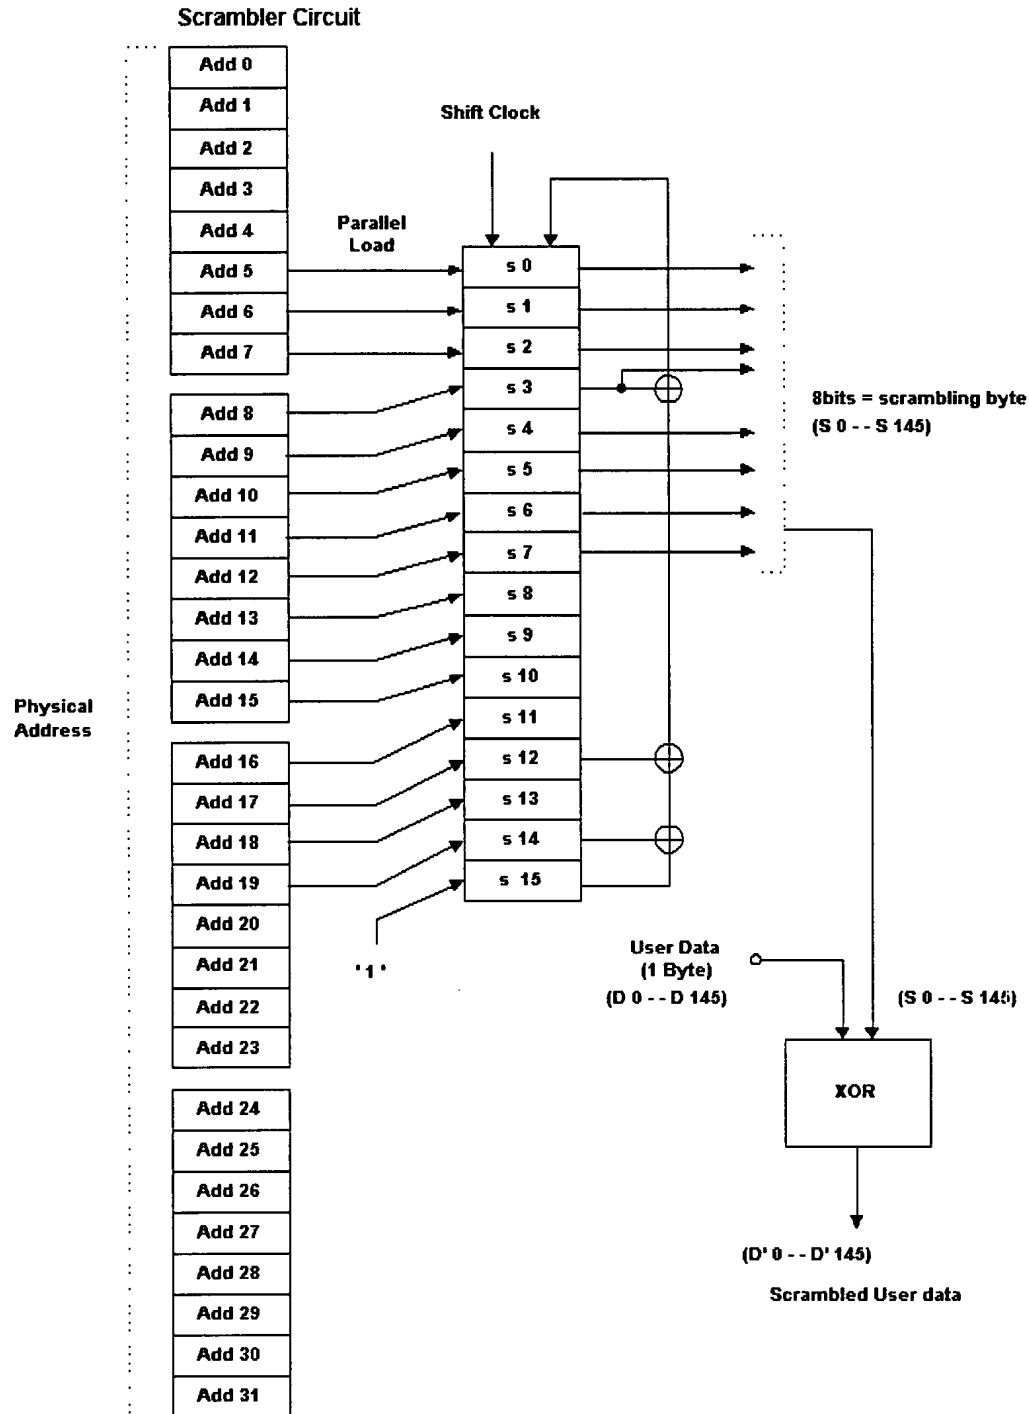 Scrambler Circuit
Add 0
Add 1
Add 2
Add 3
Add 4
Add 5
Add 6
Add 7
Add 8
Add 9
Add 10
Add 11
Add 12
Add 13
Add 14
Add 15
Add 16
Add 17
Add 18
Add 19
Add 20
Add 21
Add 22
Add 23
Add 24
Add 25
Add 26
Add 27
Add 28
Add 29
Add 30
Add 31
Physical
Address
Parallel
Load
' 1 '
Shift Clock
s 0
s 1
s 2
s 3
s 4
s 5
s 6
s 7
s 8
s 9
s 10
s 11
s 12
s 13
s 14
s 15
8bits = scrambling byte
(S 0 - - S 145)
User Data
(1 Byte)
(D 0 - - D 145)
(S 0 - - S 145)
XOR
(D' 0 - - D' 145)
Scrambled User data